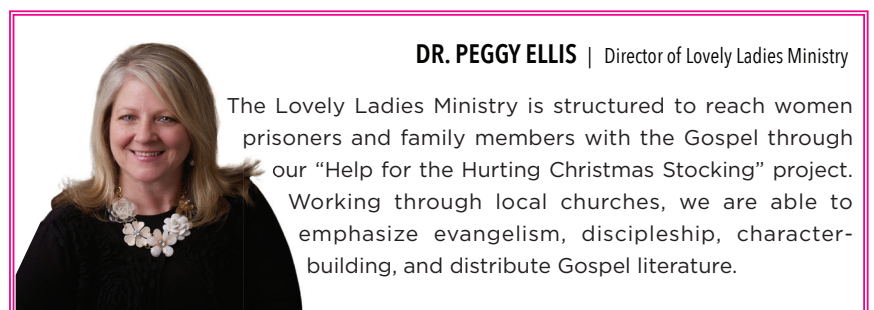 DR. PEGGY ELLIS | Director of Lovely Ladies Ministry
The Lovely Ladies Ministry is structured to reach women
prisoners and family members with the Gospel through
our “Help for the Hurting Christmas Stocking” project.
Working through local churches, we are able to
emphasize evangelism, discipleship, character-
building, and distribute Gospel literature.